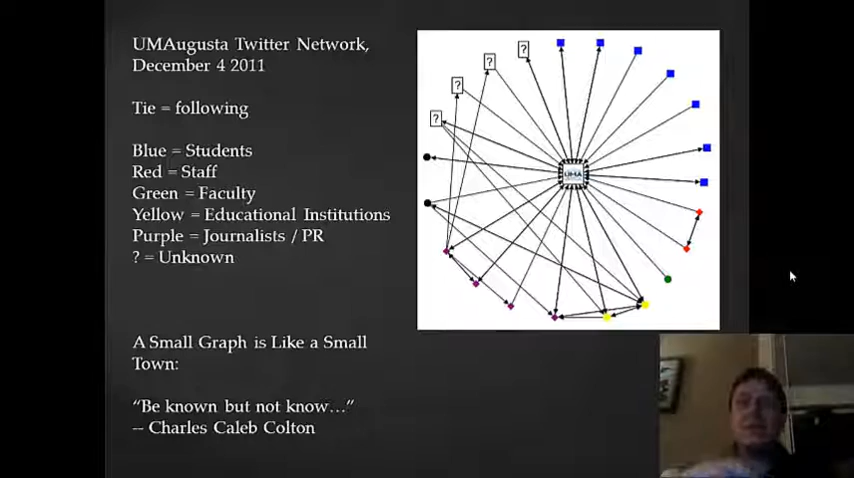 UMAugusta Twitter Network,
December 4 2011
Tie = following
Blue = Students
Red = Staff
Green = Faculty
Yellow = Educational Institutions
Purple = Journalists / PR
? = Unknown
A Small Graph is Like a Small
Town:
“Be known but not know…”
-- Charles Caleb Colton
?
?
?
?
UMA